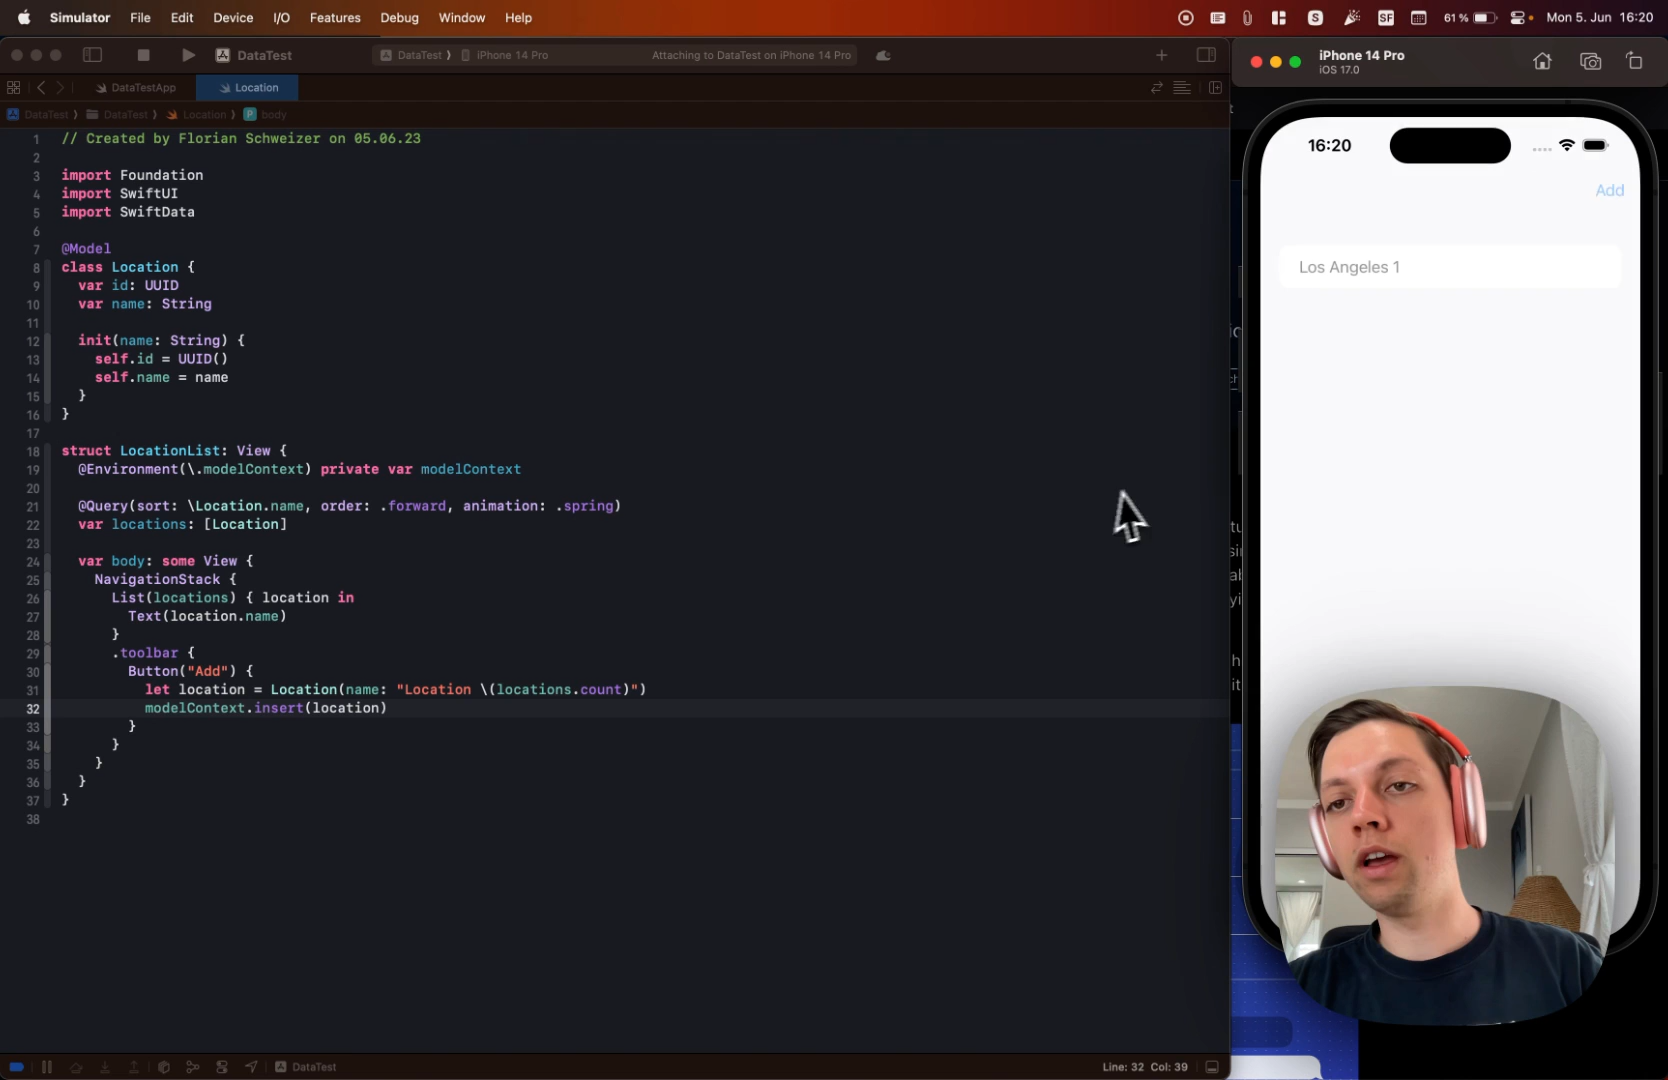 Simulator File Edit Device I/O Features Debug Window Help
S SF 61 % Mon 5. Jun 16:20
DataTest
DataTest ⟩ iPhone 14 Pro
Attaching to DataTest on iPhone 14 Pro
DataTestApp
Location
DataTest ⟩ DataTest ⟩ Location ⟩ P body
1 // Created by Florian Schweizer on 05.06.23
2
3 import Foundation
4 import SwiftUI
5 import SwiftData
6
7 @Model
8 class Location {
9 var id: UUID
10 var name: String
11
12 init(name: String) {
13 self.id = UUID()
14 self.name = name
15 }
16 }
17
18 struct LocationList: View {
19 @Environment(\.modelContext) private var modelContext
20
21 @Query(sort: \Location.name, order: .forward, animation: .spring)
22 var locations: [Location]
23
24 var body: some View {
25 NavigationStack {
26 List(locations) { location in
27 Text(location.name)
28 }
29 .toolbar {
30 Button("Add") {
31 let location = Location(name: "Location \(locations.count)")
32 modelContext.insert(location)
33 }
34 }
35 }
36 }
37 }
38
DataTest
Line: 32 Col: 39
iPhone 14 Pro
iOS 17.0
16:20
Add
Los Angeles 1